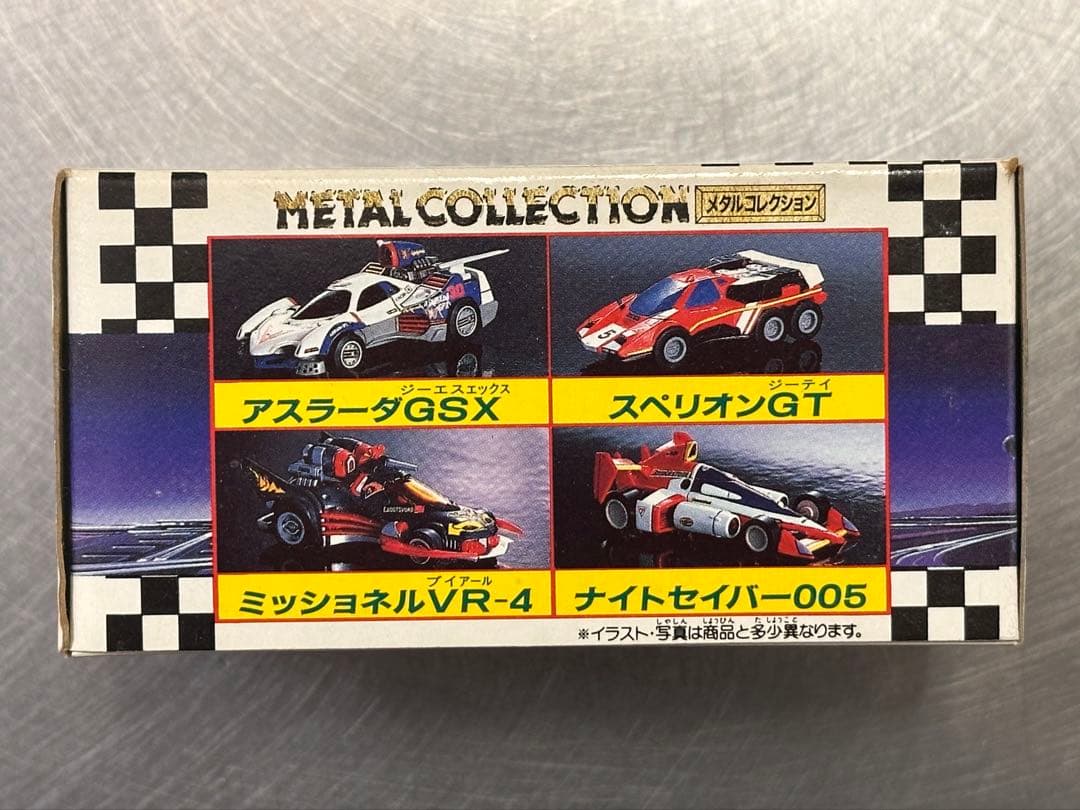 METAL COLLECTION メタルコレクション
ジーエスエックス
アスラーダGSX
ジーティ
スペリオンGT
ブイアール
ミッショネルVR-4
ナイトセイバー005
しゃしん しょうひん た しょうこと
※イラスト・写真は商品と多少異なります。